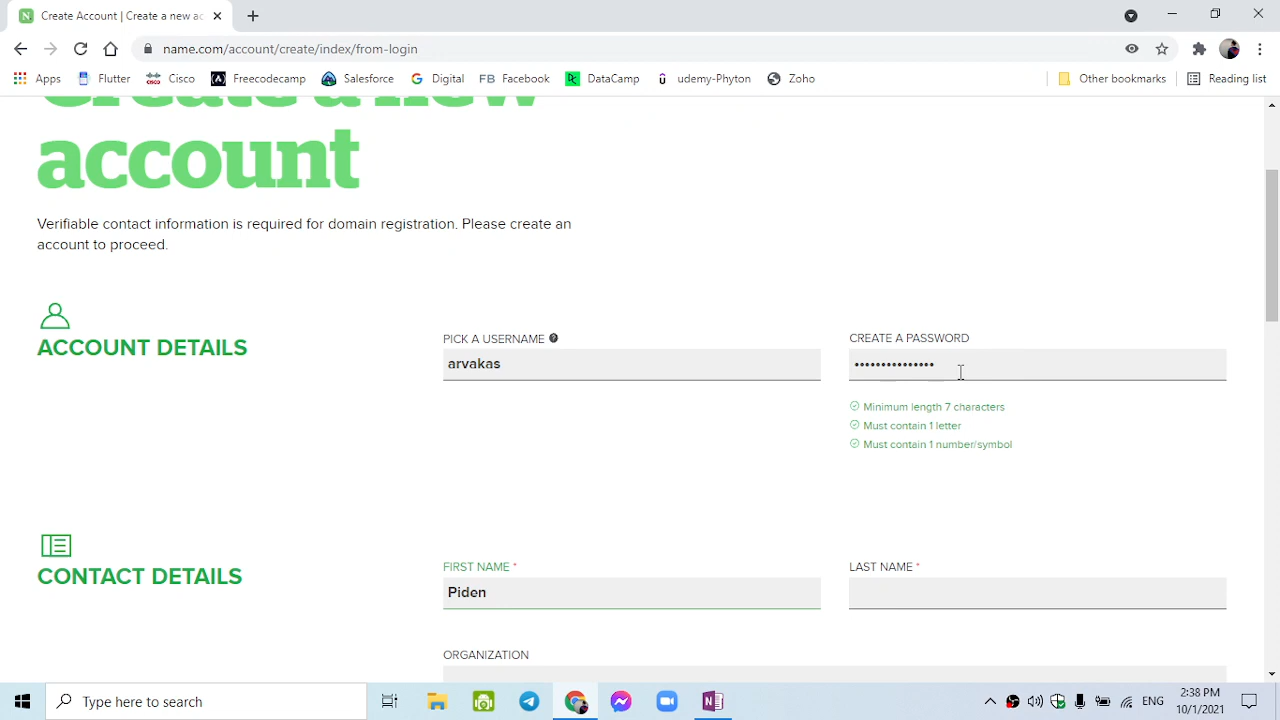 Create Account | Create a new ac
name.com/account/create/index/from-login
Apps
Flutter
Cisco
Freecodecamp
Salesforce
Digital
FB Facebook
DataCamp
udemy-Phyton
Zoho
Other bookmarks
Reading list
Create a new
account
Verifiable contact information is required for domain registration. Please create an
account to proceed.
ACCOUNT DETAILS
PICK A USERNAME
arvakas
CREATE A PASSWORD
•••••••••••••••
Minimum length 7 characters
Must contain 1 letter
Must contain 1 number/symbol
CONTACT DETAILS
FIRST NAME *
Piden
LAST NAME *
ORGANIZATION
Type here to search
ENG
2:38 PM
10/1/2021